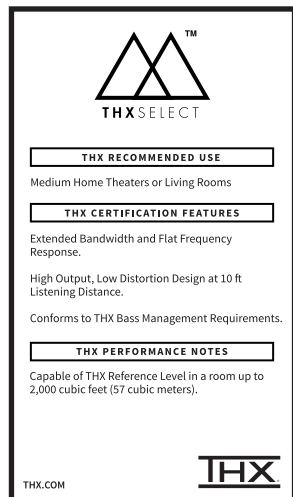 TM
THXSELECT
THX RECOMMENDED USE
Medium Home Theaters or Living Rooms
THX CERTIFICATION FEATURES
Extended Bandwidth and Flat Frequency
Response.
High Output, Low Distortion Design at 10 ft
Listening Distance.
Conforms to THX Bass Management Requirements.
THX PERFORMANCE NOTES
Capable of THX Reference Level in a room up to
2,000 cubic feet (57 cubic meters).
THX.COM
THX